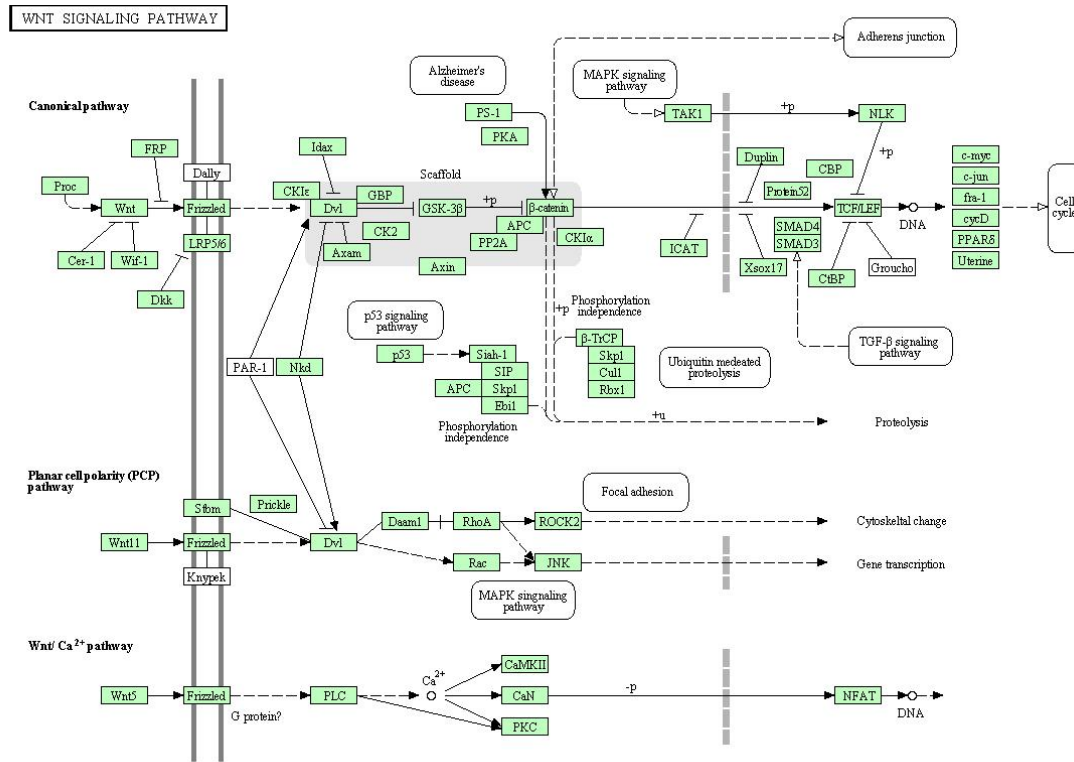 WNT SIGNALING PATHWAY
Adherens junction
Alzheimer's
disease
MAPK signaling
pathway
Canonical pathway
PS-1
TAK1
+p
NLK
PKA
FRP
Idax
Duplin
+p
Dally
Scaffold
CBP
c-myc
Proc
CKIε
GBP
Protein52
c-jun
Wnt
Frizzled
Dvl
GSK-3β
+p
β-catenin
TCF/LEF
DNA
fra-1
Cell
cycle
APC
SMAD4
cycD
CK2
PP2A
CKIα
SMAD3
LRP5/6
ICAT
PPARδ
Cer-1
Wif-1
Axam
Axin
Xsox17
CtBP
Groucho
Uterine
Dkk
Phosphorylation
independence
+p
p53 signaling
pathway
β-TrCP
TGF-β signaling
pathway
p53
Siah-1
Skp1
Ubiquitin medeated
proteolysis
PAR-1
Nkd
SIP
Cul1
APC
Skp1
Rbx1
Ebi1
+u
Proteolysis
Phosphorylation
independence
Planar cell polarity (PCP)
pathway
Focal adhesion
Stbm
Prickle
Daam1
RhoA
ROCK2
Cytoskeltal change
Wnt11
Frizzled
Dvl
Rac
JNK
Gene transcription
Knypek
MAPK singnaling
pathway
Wnt/ Ca2+ pathway
CaMKII
Ca2+
Wnt5
Frizzled
PLC
CaN
-p
NFAT
DNA
G protein?
PKC